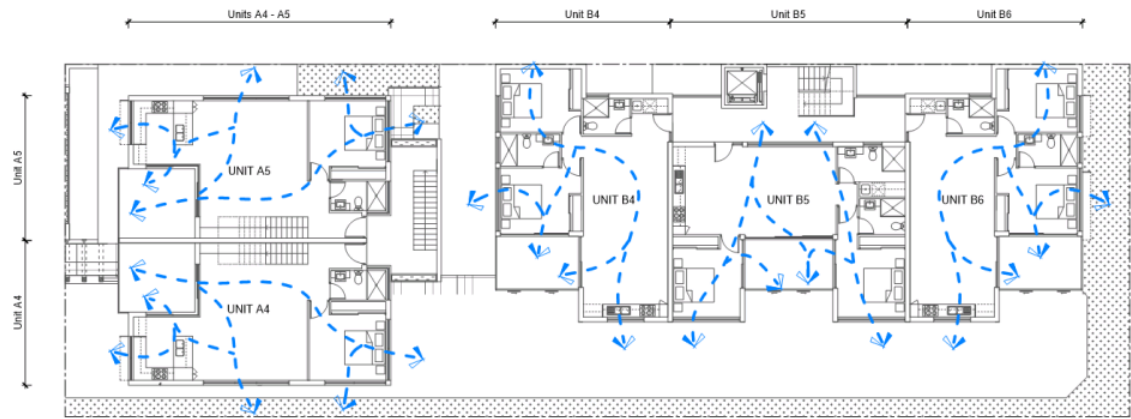 Units A4 - A5
Unit B4
Unit B5
Unit B6
Unit A5
Unit A4
UNIT A5
UNIT A4
UNIT B4
UNIT B5
UNIT B6